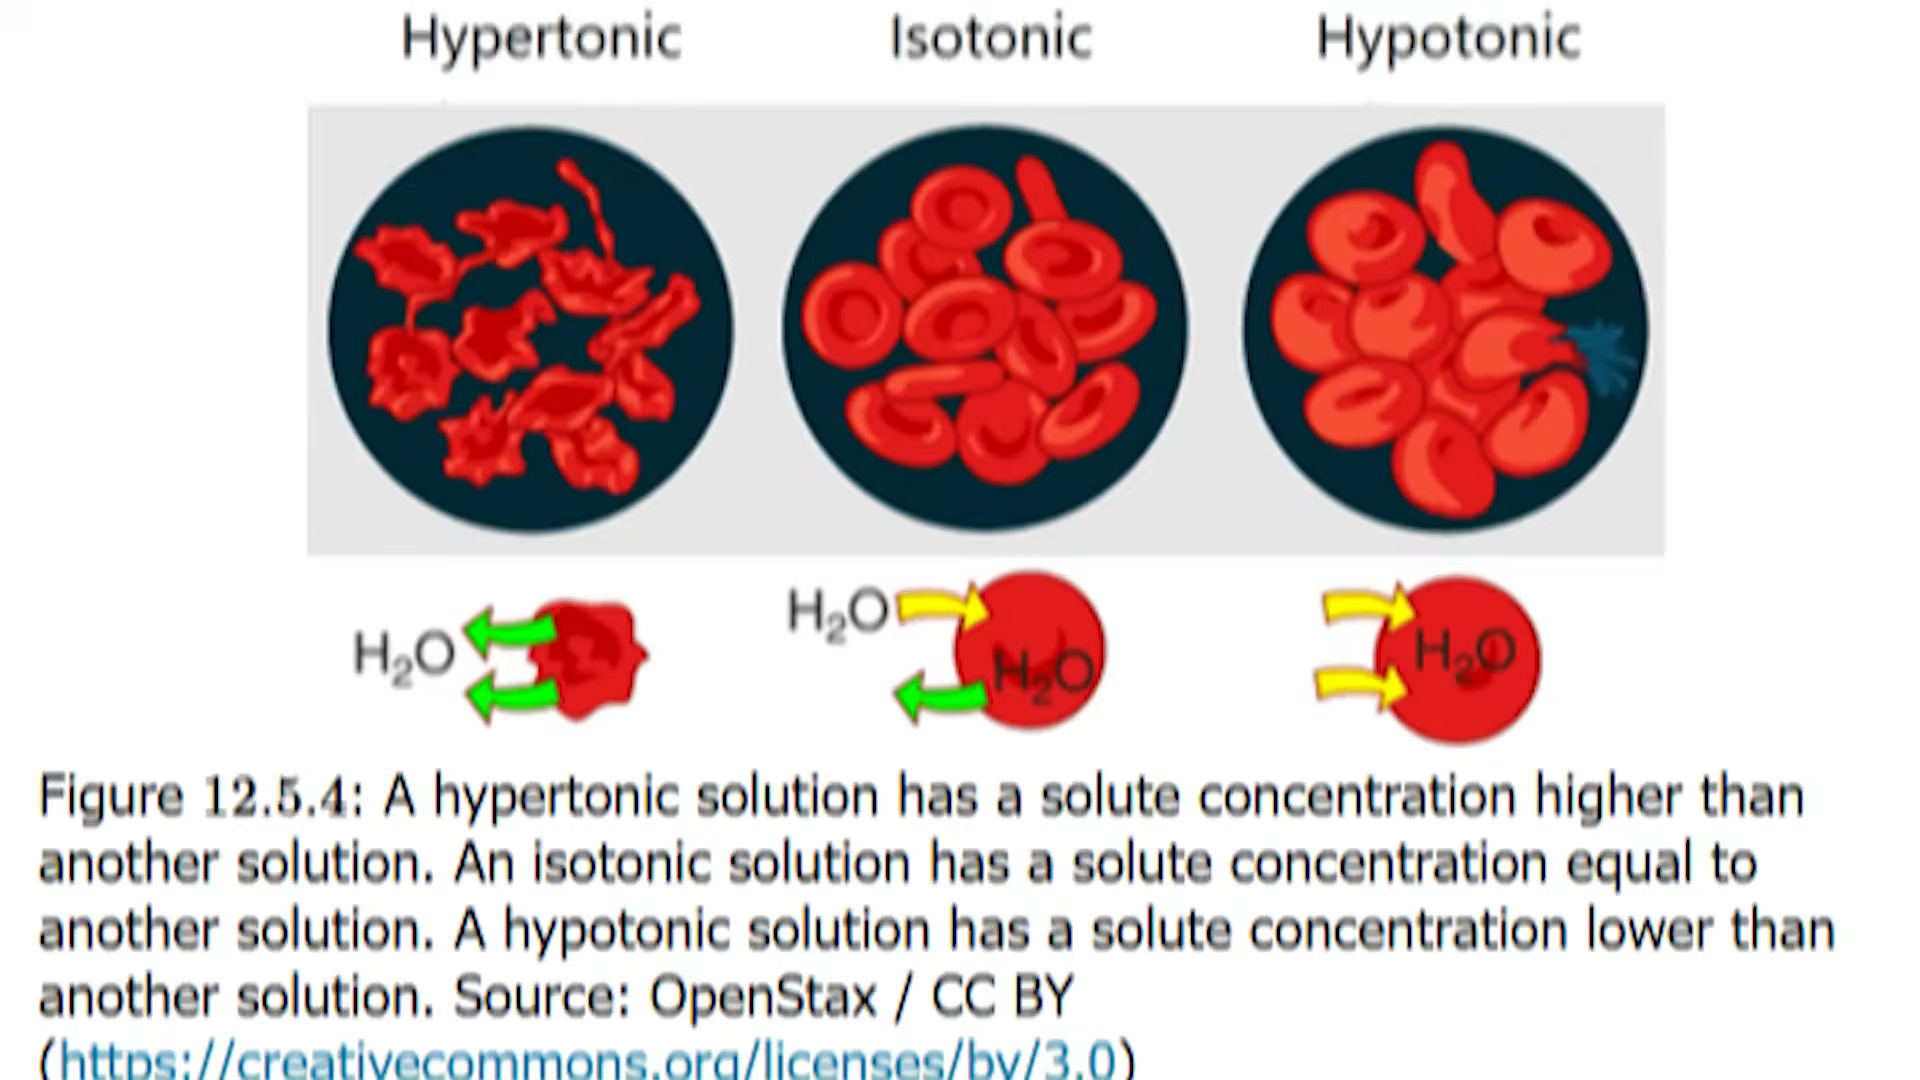 Hypertonic Isotonic Hypotonic
H₂O H₂O H₂O H₂O
Figure 12.5.4: A hypertonic solution has a solute concentration higher than
another solution. An isotonic solution has a solute concentration equal to
another solution. A hypotonic solution has a solute concentration lower than
another solution. Source: OpenStax / CC BY
(https://creativecommons.org/licenses/by/3.0)